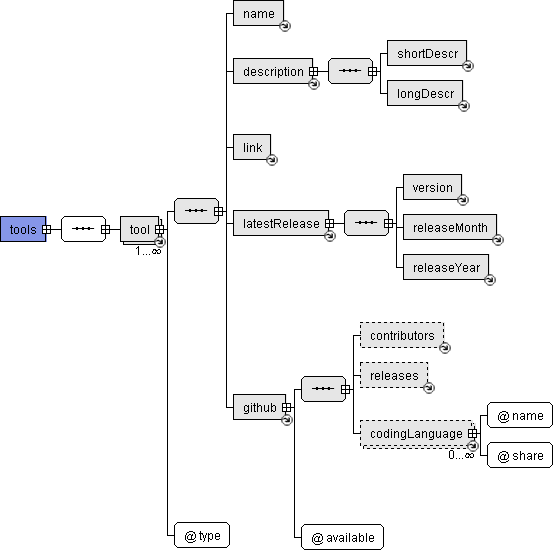 name
shortDescr
description
longDescr
link
version
tools
tool
latestRelease
releaseMonth
1...∞
releaseYear
contributors
releases
github
@ name
codingLanguage
0...∞
@ share
@ type
@ available